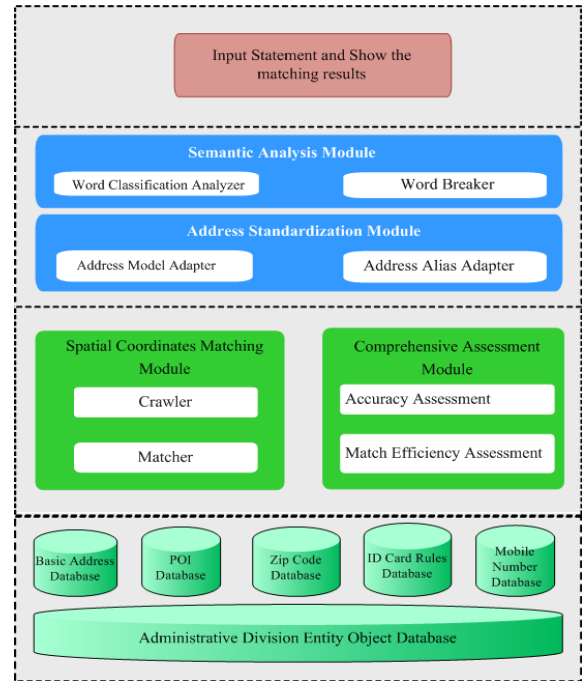 Input Statement and Show the
matching results
Semantic Analysis Module
Word Classification Analyzer
Word Breaker
Address Standardization Module
Address Model Adapter
Address Alias Adapter
Spatial Coordinates Matching
Module
Crawler
Matcher
Comprehensive Assessment
Module
Accuracy Assessment
Match Efficiency Assessment
Basic Address
Database
POI
Database
Zip Code
Database
ID Card Rules
Database
Mobile
Number
Database
Administrative Division Entity Object Database